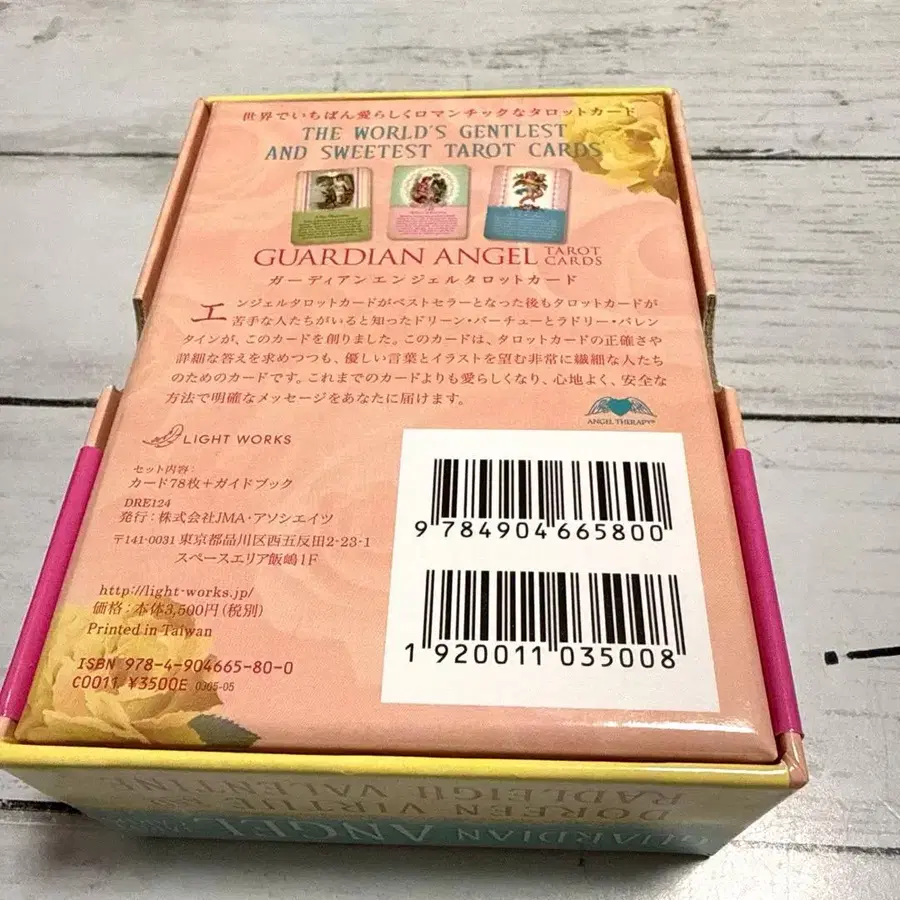 世界でいちばん愛らしくロマンチックなタロットカード
THE WORLD'S GENTLEST
AND SWEETEST TAROT CARDS
GUARDIAN ANGEL TAROT CARDS
ガーディアンエンジェルタロットカード
エンジェルタロットカードがベストセラーとなった後もタロットカードが
苦手な人たちがいると知ったドリーン・バーチューとラドリー・バレン
タインが、このカードを創りました。このカードは、タロットカードの正確さや
詳細な答えを求めつつも、優しい言葉とイラストを望む非常に繊細な人たち
のためのカードです。これまでのカードよりも愛らしくなり、心地よく、安全な
方法で明確なメッセージをあなたに届けます。
ANGEL THERAPY
LIGHT WORKS
セット内容:
カード78枚+ガイドブック
DRE124
発行:株式会社JMA・アソシエイツ
〒141-0031 東京都品川区西五反田2-23-1
スペースエリア飯嶋1F
http://light-works.jp/
価格:本体3,500円(税別)
Printed in Taiwan
ISBN 978-4-904665-80-0
C0011 ¥3500E 0305-05
9 784904 665800
1 920011 035008
RADLEIGH VALENTINE
DOREEN VIRTUE
GUARDIAN ANGEL